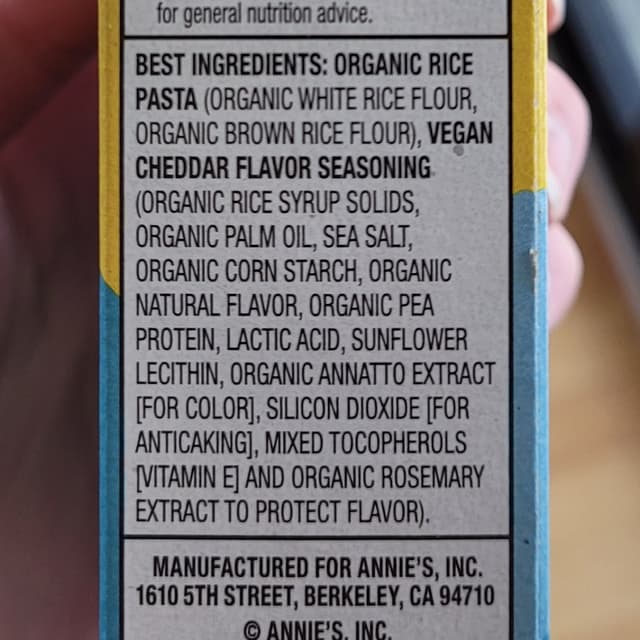 for general nutrition advice.
BEST INGREDIENTS: ORGANIC RICE
PASTA (ORGANIC WHITE RICE FLOUR,
ORGANIC BROWN RICE FLOUR), VEGAN
CHEDDAR FLAVOR SEASONING
(ORGANIC RICE SYRUP SOLIDS,
ORGANIC PALM OIL, SEA SALT,
ORGANIC CORN STARCH, ORGANIC
NATURAL FLAVOR, ORGANIC PEA
PROTEIN, LACTIC ACID, SUNFLOWER
LECITHIN, ORGANIC ANNATTO EXTRACT
[FOR COLOR], SILICON DIOXIDE [FOR
ANTICAKING], MIXED TOCOPHEROLS
[VITAMIN E] AND ORGANIC ROSEMARY
EXTRACT TO PROTECT FLAVOR).
MANUFACTURED FOR ANNIE'S, INC.
1610 5TH STREET, BERKELEY, CA 94710
© ANNIE'S, INC.